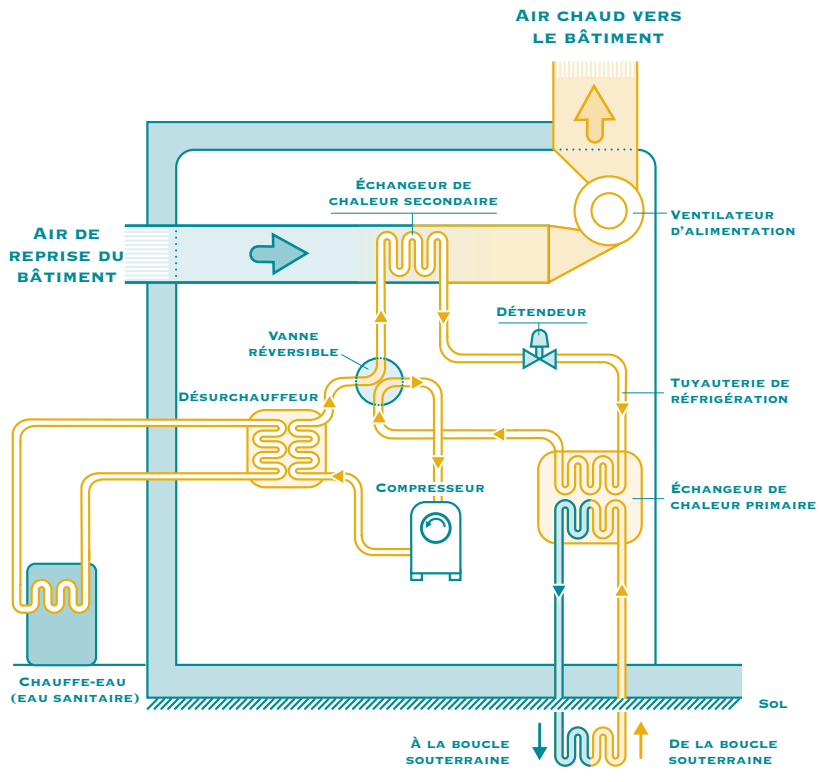 AIR CHAUD VERS
LE BÂTIMENT
ÉCHANGEUR DE
CHALEUR SECONDAIRE
AIR DE
REPRISE DU
BÂTIMENT
VENTILATEUR
D'ALIMENTATION
DÉTENDEUR
VANNE
RÉVERSIBLE
DÉSURCHAUFFEUR
TUYAUTERIE DE
RÉFRIGÉRATION
COMPRESSEUR
ÉCHANGEUR DE
CHALEUR PRIMAIRE
CHAUFFE-EAU
(EAU SANITAIRE)
SOL
À LA BOUCLE
SOUTERRAINE
DE LA BOUCLE
SOUTERRAINE